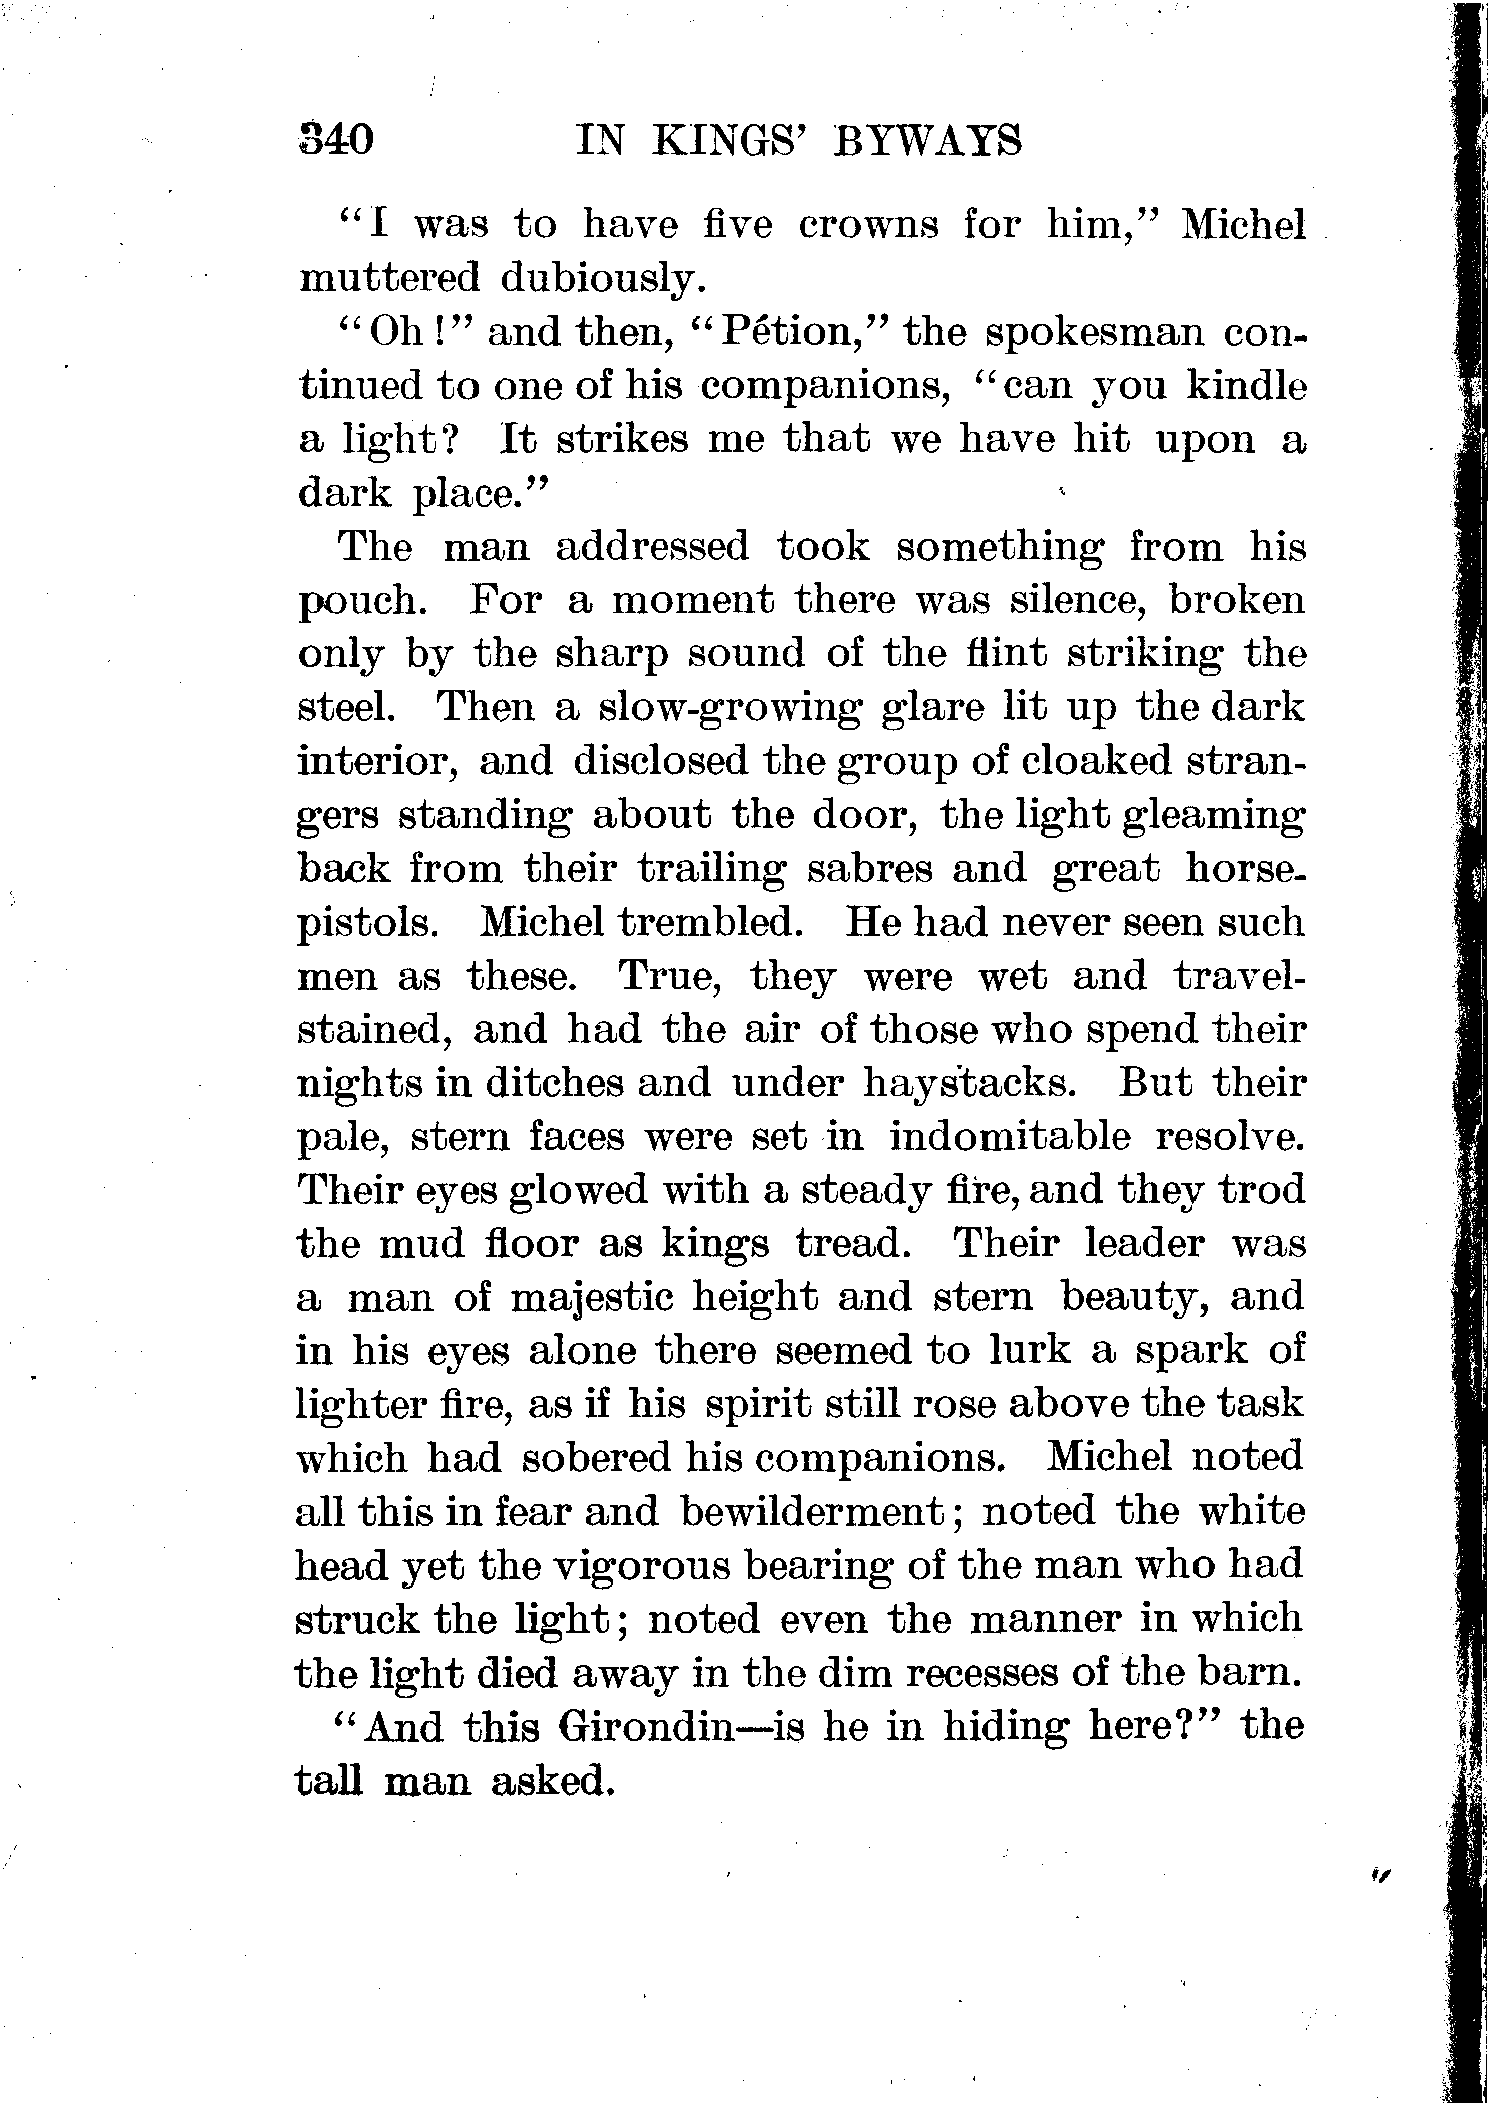 340 IN KINGS' BYWAYS
"I was to have five crowns for him," Michel
muttered dubiously.
"Oh!" and then, "Pétion," the spokesman con-
tinued to one of his companions, "can you kindle
a light? It strikes me that we have hit upon a
dark place."
The man addressed took something from his
pouch. For a moment there was silence, broken
only by the sharp sound of the flint striking the
steel. Then a slow-growing glare lit up the dark
interior, and disclosed the group of cloaked stran-
gers standing about the door, the light gleaming
back from their trailing sabres and great horse-
pistols. Michel trembled. He had never seen such
men as these. True, they were wet and travel-
stained, and had the air of those who spend their
nights in ditches and under haystacks. But their
pale, stern faces were set in indomitable resolve.
Their eyes glowed with a steady fire, and they trod
the mud floor as kings tread. Their leader was
a man of majestic height and stern beauty, and
in his eyes alone there seemed to lurk a spark of
lighter fire, as if his spirit still rose above the task
which had sobered his companions. Michel noted
all this in fear and bewilderment; noted the white
head yet the vigorous bearing of the man who had
struck the light; noted even the manner in which
the light died away in the dim recesses of the barn.
"And this Girondin—is he in hiding here?" the
tall man asked.